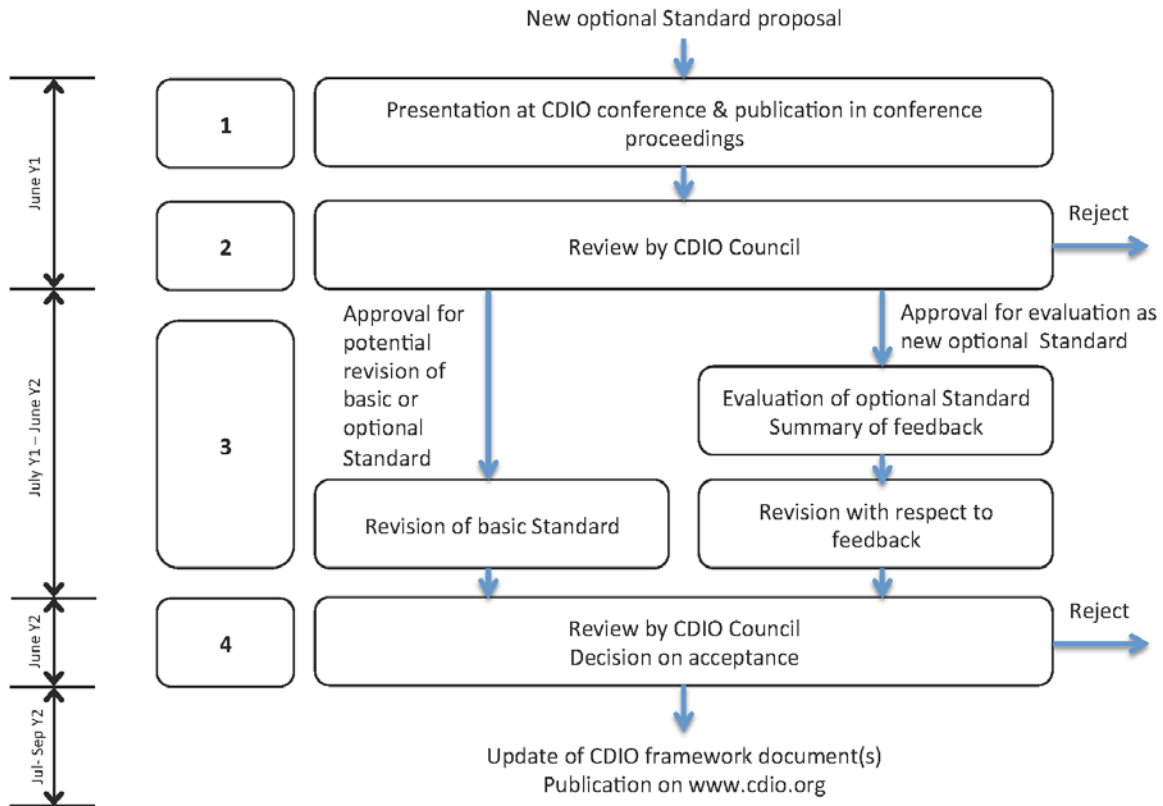 New optional Standard proposal
June Y1
1
Presentation at CDIO conference & publication in conference
proceedings
2
Review by CDIO Council
Reject
July Y1 – June Y2
3
Approval for
potential
revision of
basic or
optional
Standard
Approval for evaluation as
new optional Standard
Evaluation of optional Standard
Summary of feedback
Revision of basic Standard
Revision with respect to
feedback
June Y2
4
Review by CDIO Council
Decision on acceptance
Reject
Jul- Sep Y2
Update of CDIO framework document(s)
Publication on www.cdio.org